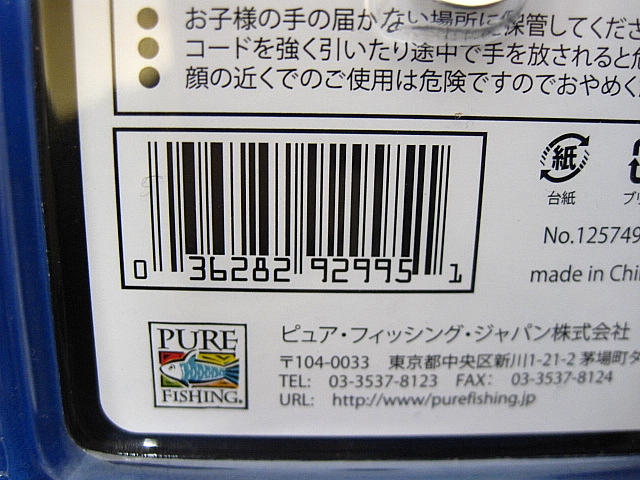 お子様の手の届かない場所に保管してくださ
コードを強く引いたり途中で手を放されると危
顔の近くでのご使用は危険ですのでおやめく
0 36282 92995 1
紙
台紙
プ
No.125749
made in Chi
PURE
FISHING.
ピュア・フィッシング・ジャパン株式会社
〒104-0033 東京都中央区新川1-21-2 茅場町タ
TEL: 03-3537-8123 FAX: 03-3537-8124
URL: http://www/purefishing.jp